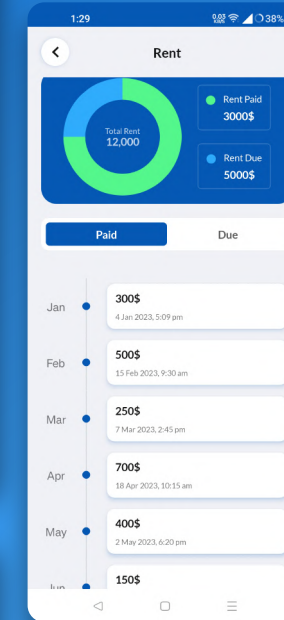 1:29
0.03 KB/S
38%
Rent
Total Rent
12,000
Rent Paid
3000$
Rent Due
5000$
Paid
Due
Jan
300$
4 Jan 2023, 5:09 pm
Feb
500$
15 Feb 2023, 9:30 am
Mar
250$
7 Mar 2023, 2:45 pm
Apr
700$
18 Apr 2023, 10:15 am
May
400$
2 May 2023, 6:20 pm
Jun
150$